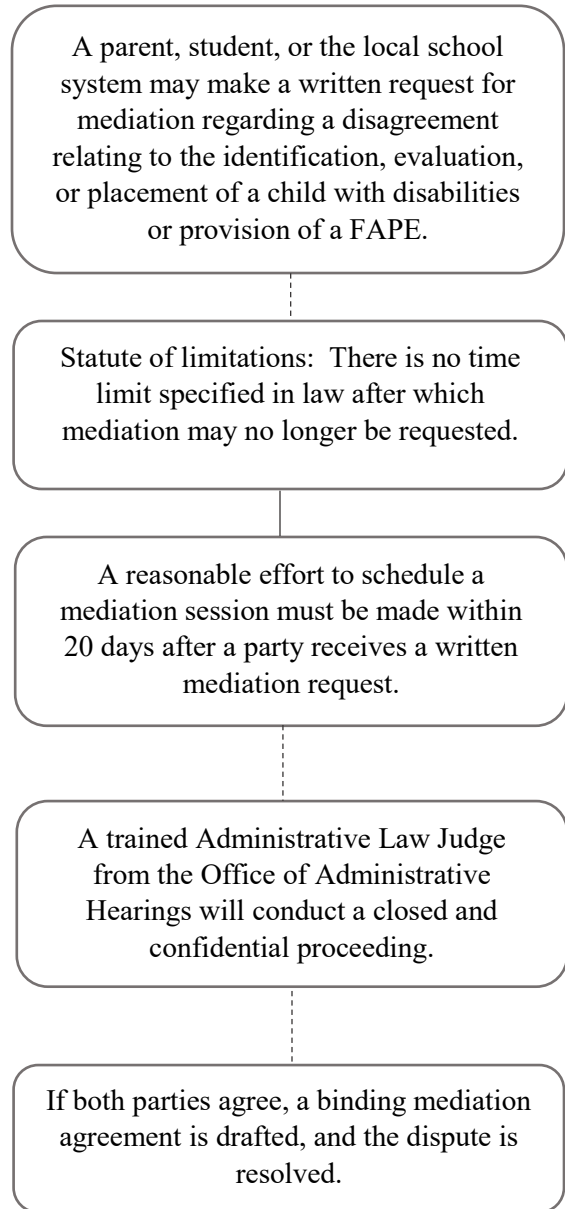 A parent, student, or the local school
system may make a written request for
mediation regarding a disagreement
relating to the identification, evaluation,
or placement of a child with disabilities
or provision of a FAPE.
Statute of limitations:  There is no time
limit specified in law after which
mediation may no longer be requested.
A reasonable effort to schedule a
mediation session must be made within
20 days after a party receives a written
mediation request.
A trained Administrative Law Judge
from the Office of Administrative
Hearings will conduct a closed and
confidential proceeding.
If both parties agree, a binding mediation
agreement is drafted, and the dispute is
resolved.